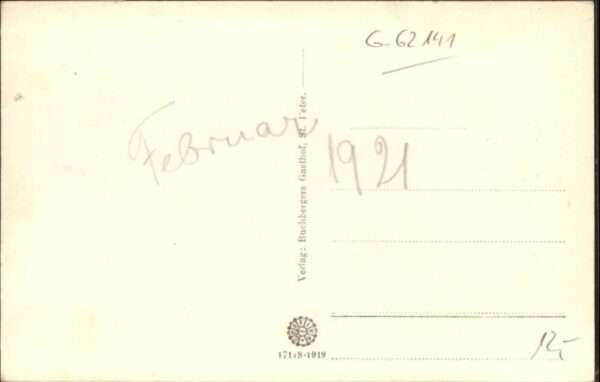 G. 62141
Februar 1921
Verlag: Buchbergers Gasthof, St. Peter.
171.S-1919
12,-